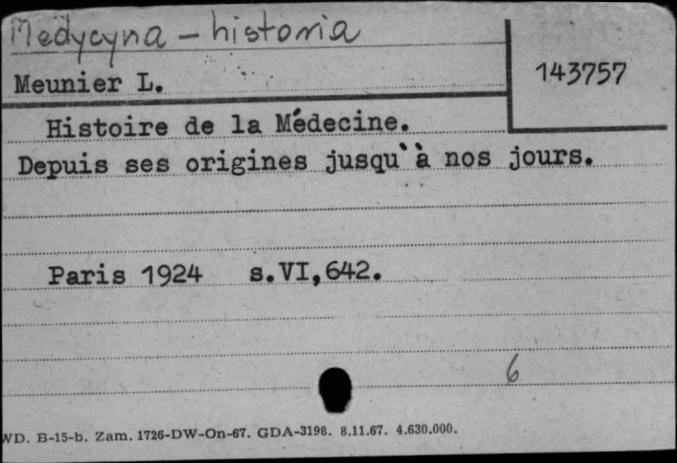 Medycyna - historia
Meunier L.
143757
Histoire de la Médecine.
Depuis ses origines jusqu`à nos jours.
Paris 1924 s.VI,642.
6
WD. B-15-b. Zam. 1726-DW-On-67. GDA-3198. 8.11.67. 4.630.000.